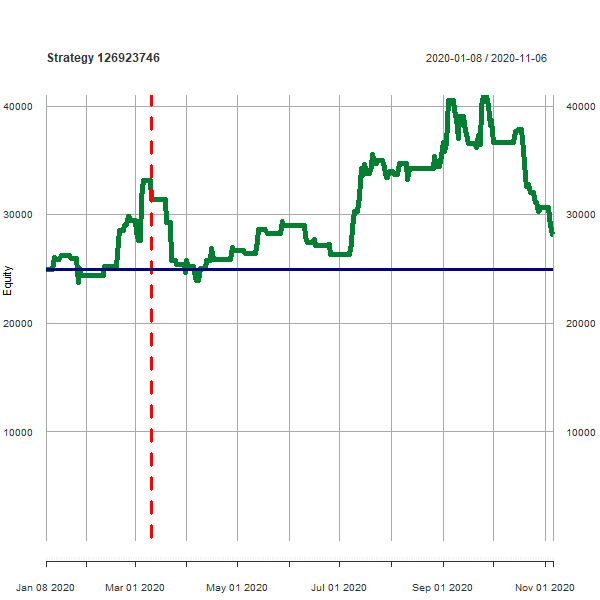 Strategy 126923746
2020-01-08 / 2020-11-06
40000
40000
30000
30000
Equity
20000
20000
10000
10000
Jan 08 2020
Mar 01 2020
May 01 2020
Jul 01 2020
Sep 01 2020
Nov 01 2020